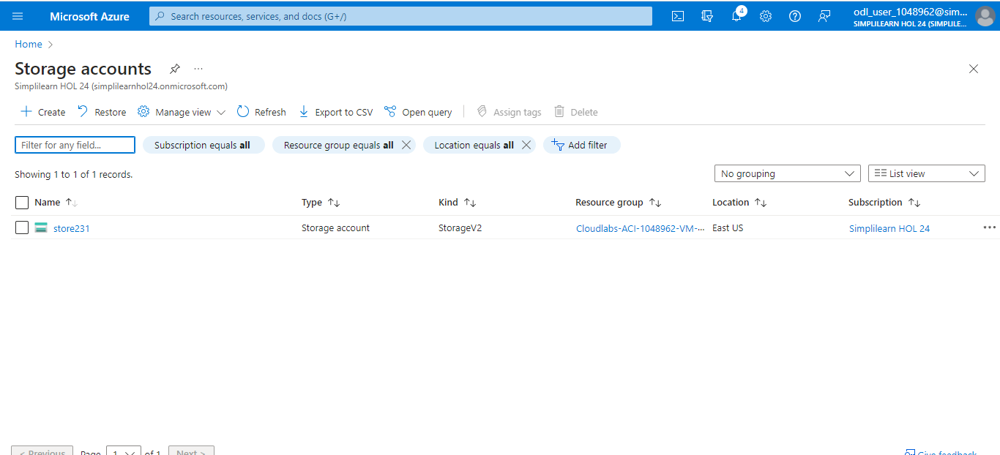 Microsoft Azure
Search resources, services, and docs (G+/)
4
odl_user_1048962@sim...
SIMPLILEARN HOL 24 (SIMPLILE...
Home
Storage accounts
...
Simplilearn HOL 24 (simplilearnhol24.onmicrosoft.com)
Create Restore Manage view Refresh Export to CSV Open query Assign tags Delete
Filter for any field... Subscription equals all Resource group equals all Location equals all Add filter
Showing 1 to 1 of 1 records.
No grouping List view
Name Type Kind Resource group Location Subscription
store231 Storage account StorageV2 Cloudlabs-ACI-1048962-VM-... East US Simplilearn HOL 24 ...
< Previous Page 1 of 1 Next > Give feedback